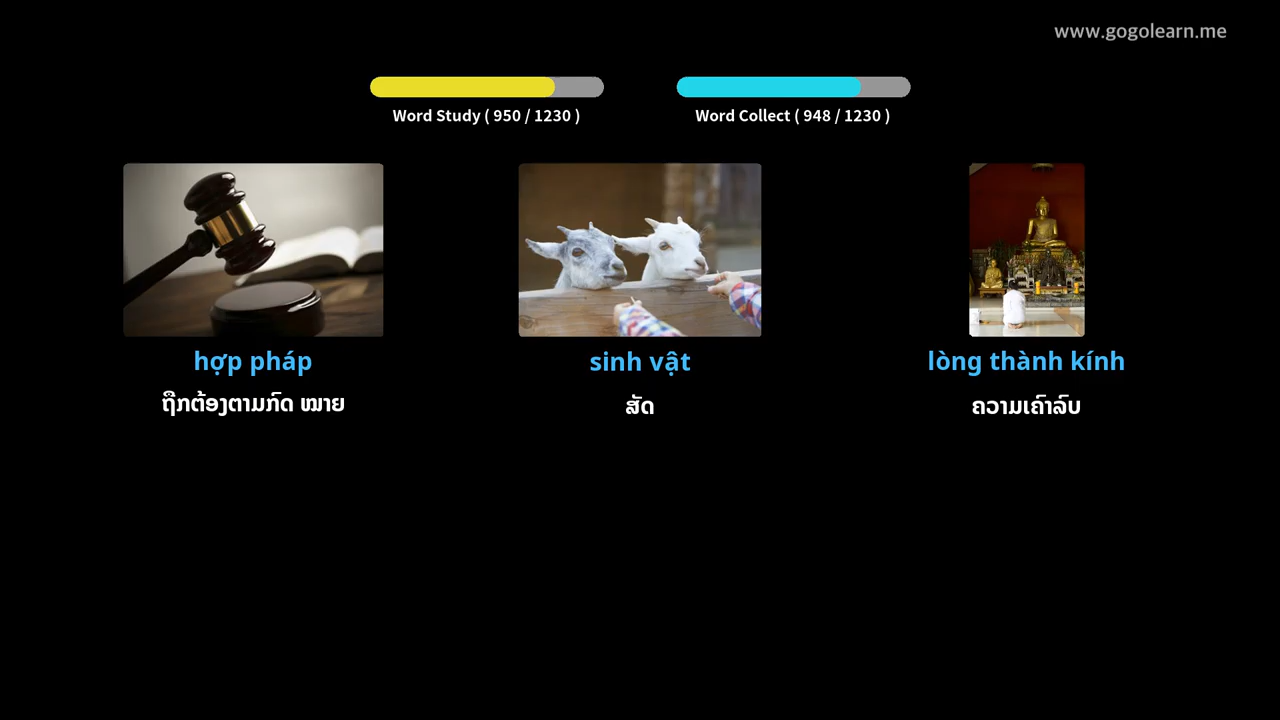 www.gogolearn.me
Word Study ( 950 / 1230 )
Word Collect ( 948 / 1230 )
hợp pháp
sinh vật
lòng thành kính
ຖືກຕ້ອງຕາມກົດ ໝາຍ
ສັດ
ຄວາມເຄົາລົບ